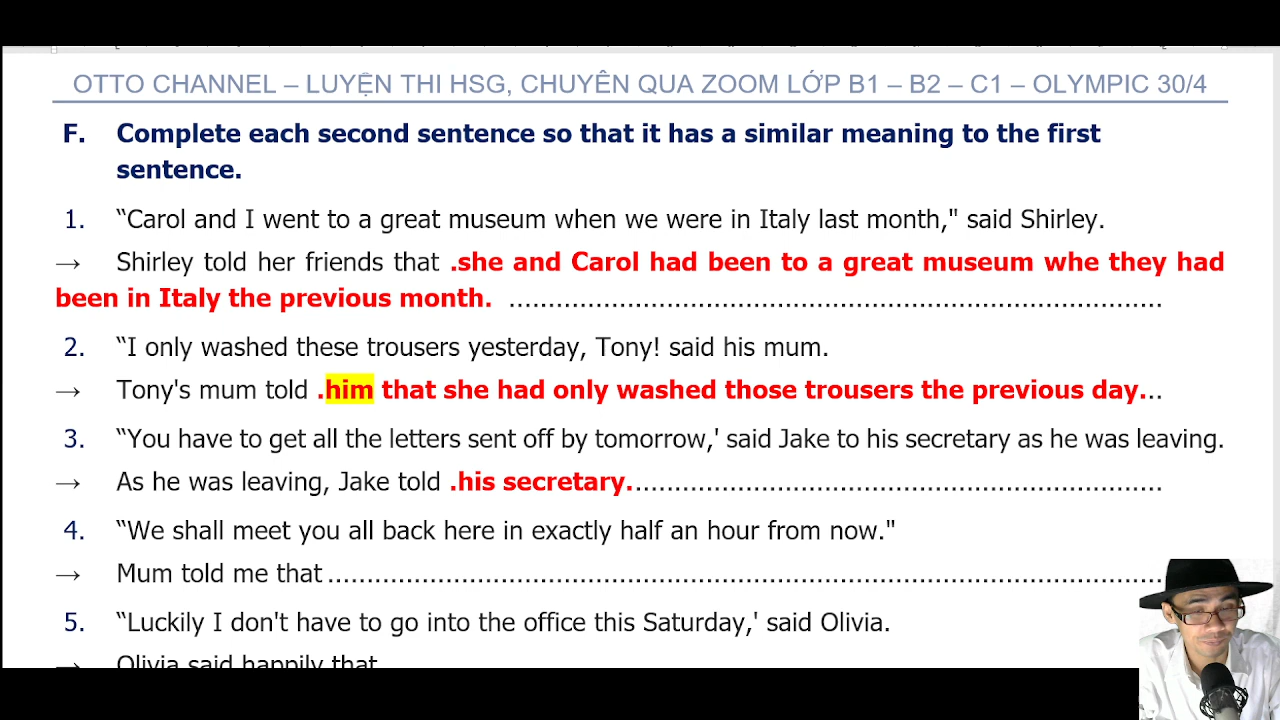 OTTO CHANNEL – LUYỆN THI HSG, CHUYÊN QUA ZOOM LỚP B1 – B2 – C1 – OLYMPIC 30/4
F. Complete each second sentence so that it has a similar meaning to the first
sentence.
1. “Carol and I went to a great museum when we were in Italy last month," said Shirley.
→ Shirley told her friends that .she and Carol had been to a great museum whe they had
been in Italy the previous month. ..................................................................
2. “I only washed these trousers yesterday, Tony! said his mum.
→ Tony's mum told .him that she had only washed those trousers the previous day...
3. “You have to get all the letters sent off by tomorrow,' said Jake to his secretary as he was leaving.
→ As he was leaving, Jake told .his secretary.....................................................................
4. “We shall meet you all back here in exactly half an hour from now."
→ Mum told me that ...........................................................................................................
5. “Luckily I don't have to go into the office this Saturday,' said Olivia.
→ Olivia said happily that